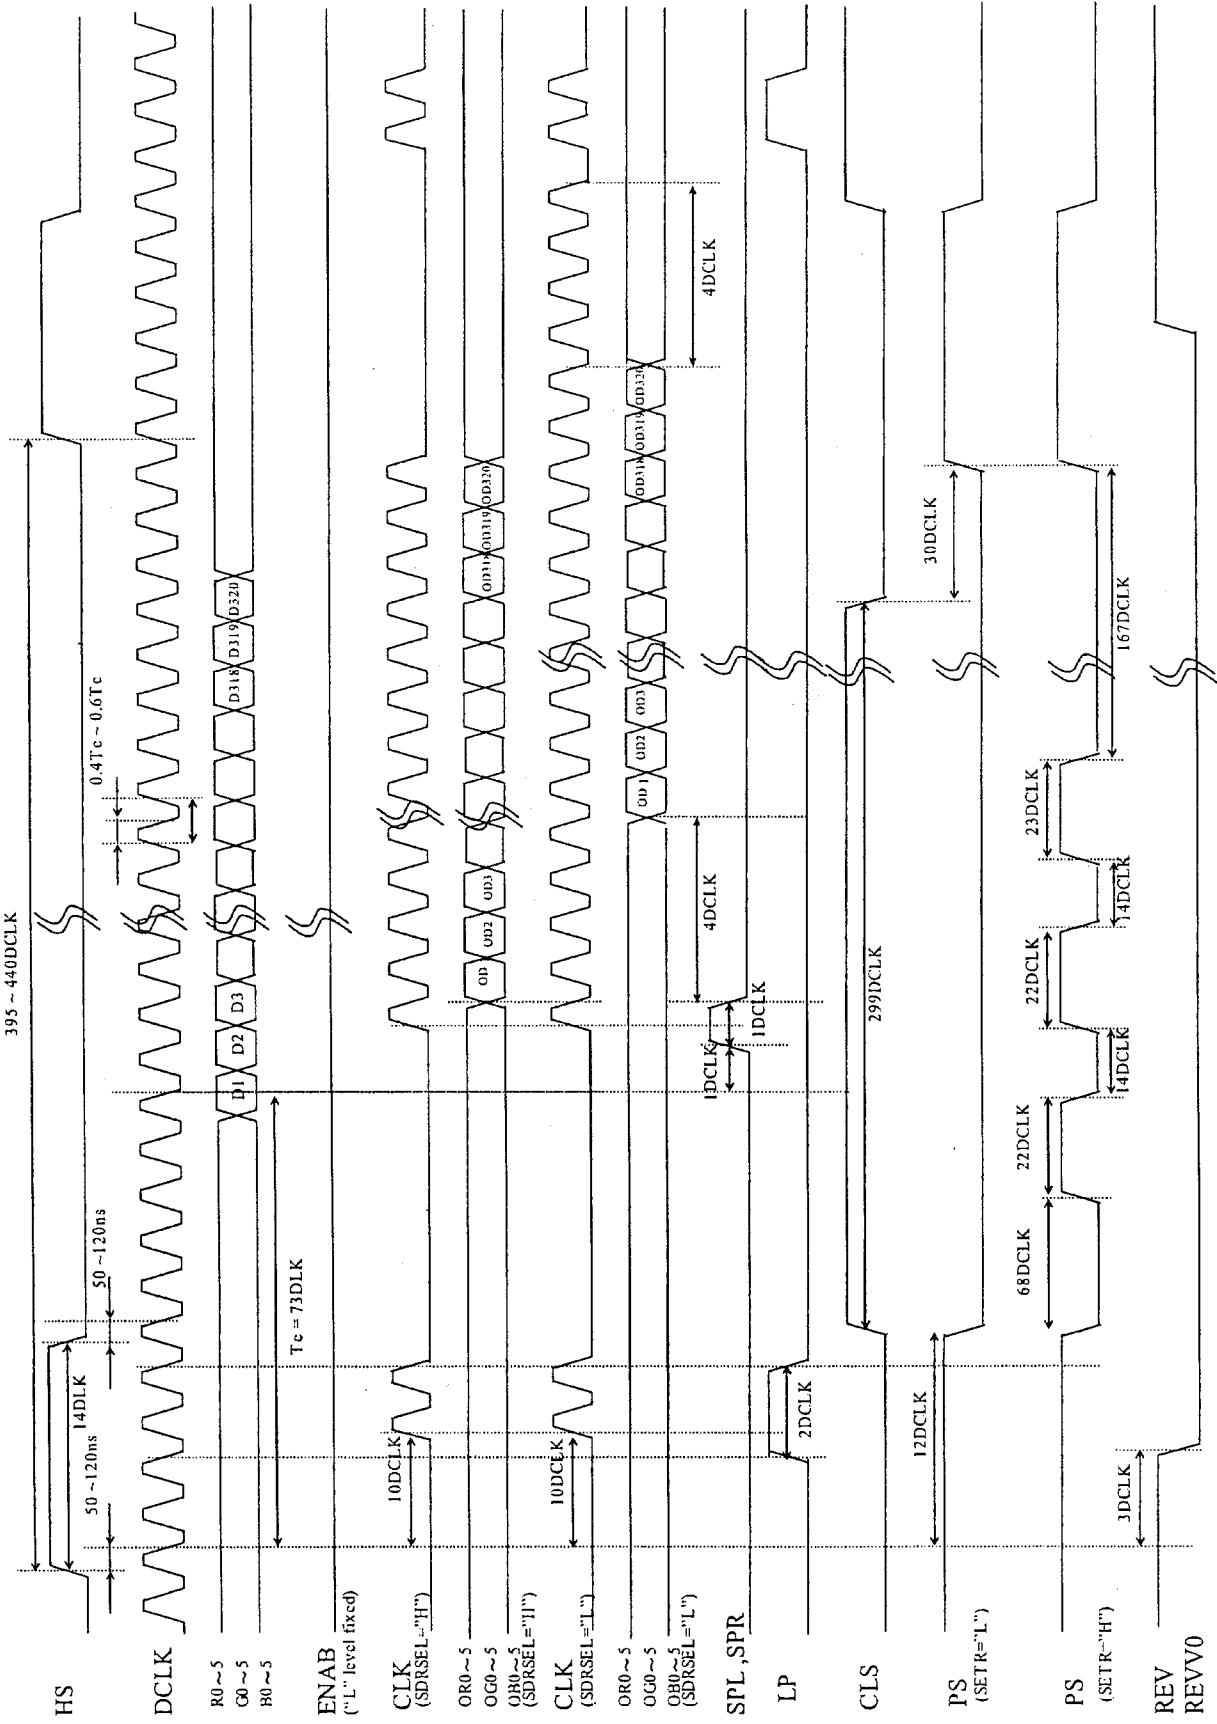 HS
395 ~ 440DCLK
14DLK
50 ~120ns
50 ~120ns
DCLK
0.4Tc ~ 0.6Tc
R0~5
G0~5
B0~5
D1
D2
D3
D318
D319
D320
Tc = 73DLK
ENAB
("L" level fixed)
CLK
(SDRSEL="H")
10DCLK
OR0~5
OG0~5
OB0~5
(SDRSEL="H")
OD
OD2
OD3
OD318
OD319
OD320
CLK
(SDRSEL="L")
10DCLK
OR0~5
OG0~5
OB0~5
(SDRSEL="L")
OD1
OD2
OD3
OD318
OD319
OD320
4DCLK
4DCLK
SPL ,SPR
1DCLK
1DCLK
LP
2DCLK
CLS
299DCLK
PS
(SETR="L")
12DCLK
30DCLK
PS
(SETR="H")
68DCLK
22DCLK
14DCLK
22DCLK
14DCLK
23DCLK
167DCLK
REV
REVV0
3DCLK